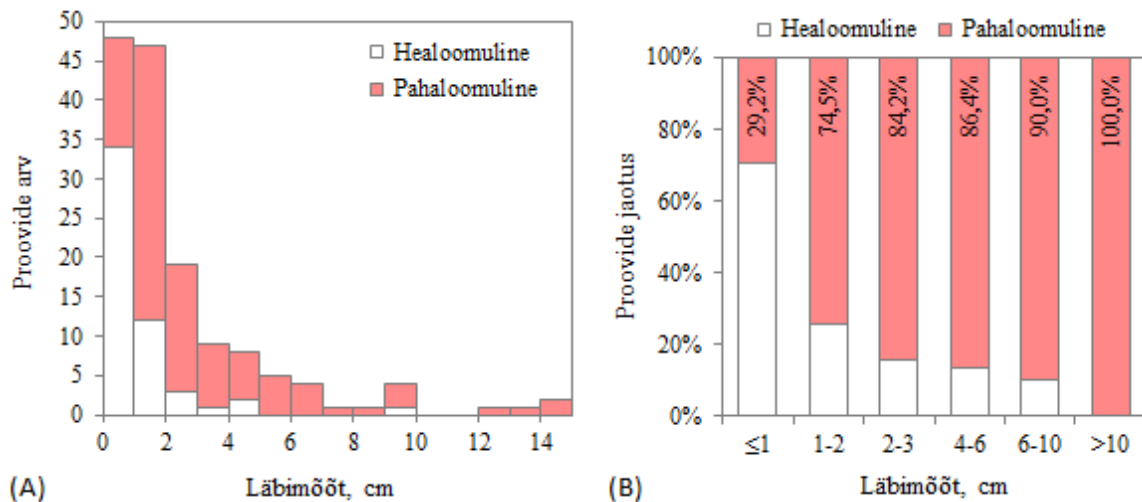 Healoomuline
Pahaloomuline
Proovide arv
50
45
40
35
30
25
20
15
10
5
0
0 2 4 6 8 10 12 14
Läbimõõt, cm
(A)
Healoomuline Pahaloomuline
Proovide jaotus
100%
80%
60%
40%
20%
0%
29,2% 74,5% 84,2% 86,4% 90,0% 100,0%
≤1 1-2 2-3 4-6 6-10 >10
Läbimõõt, cm
(B)